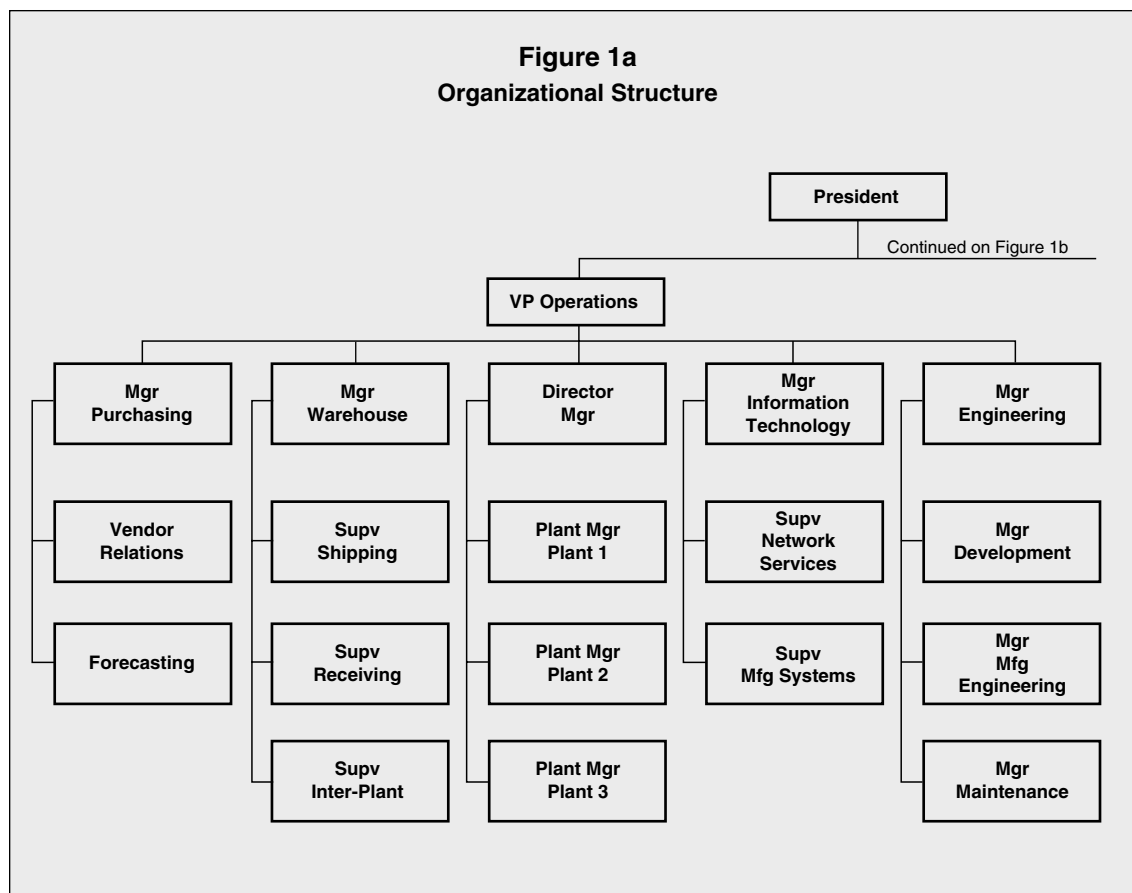 Figure 1a
Organizational Structure
President
Continued on Figure 1b
VP Operations
Mgr
Purchasing
Mgr
Warehouse
Director
Mgr
Mgr
Information
Technology
Mgr
Engineering
Vendor
Relations
Supv
Shipping
Plant Mgr
Plant 1
Supv
Network
Services
Mgr
Development
Forecasting
Supv
Receiving
Plant Mgr
Plant 2
Supv
Mfg Systems
Mgr
Mfg
Engineering
Supv
Inter-Plant
Plant Mgr
Plant 3
Mgr
Maintenance